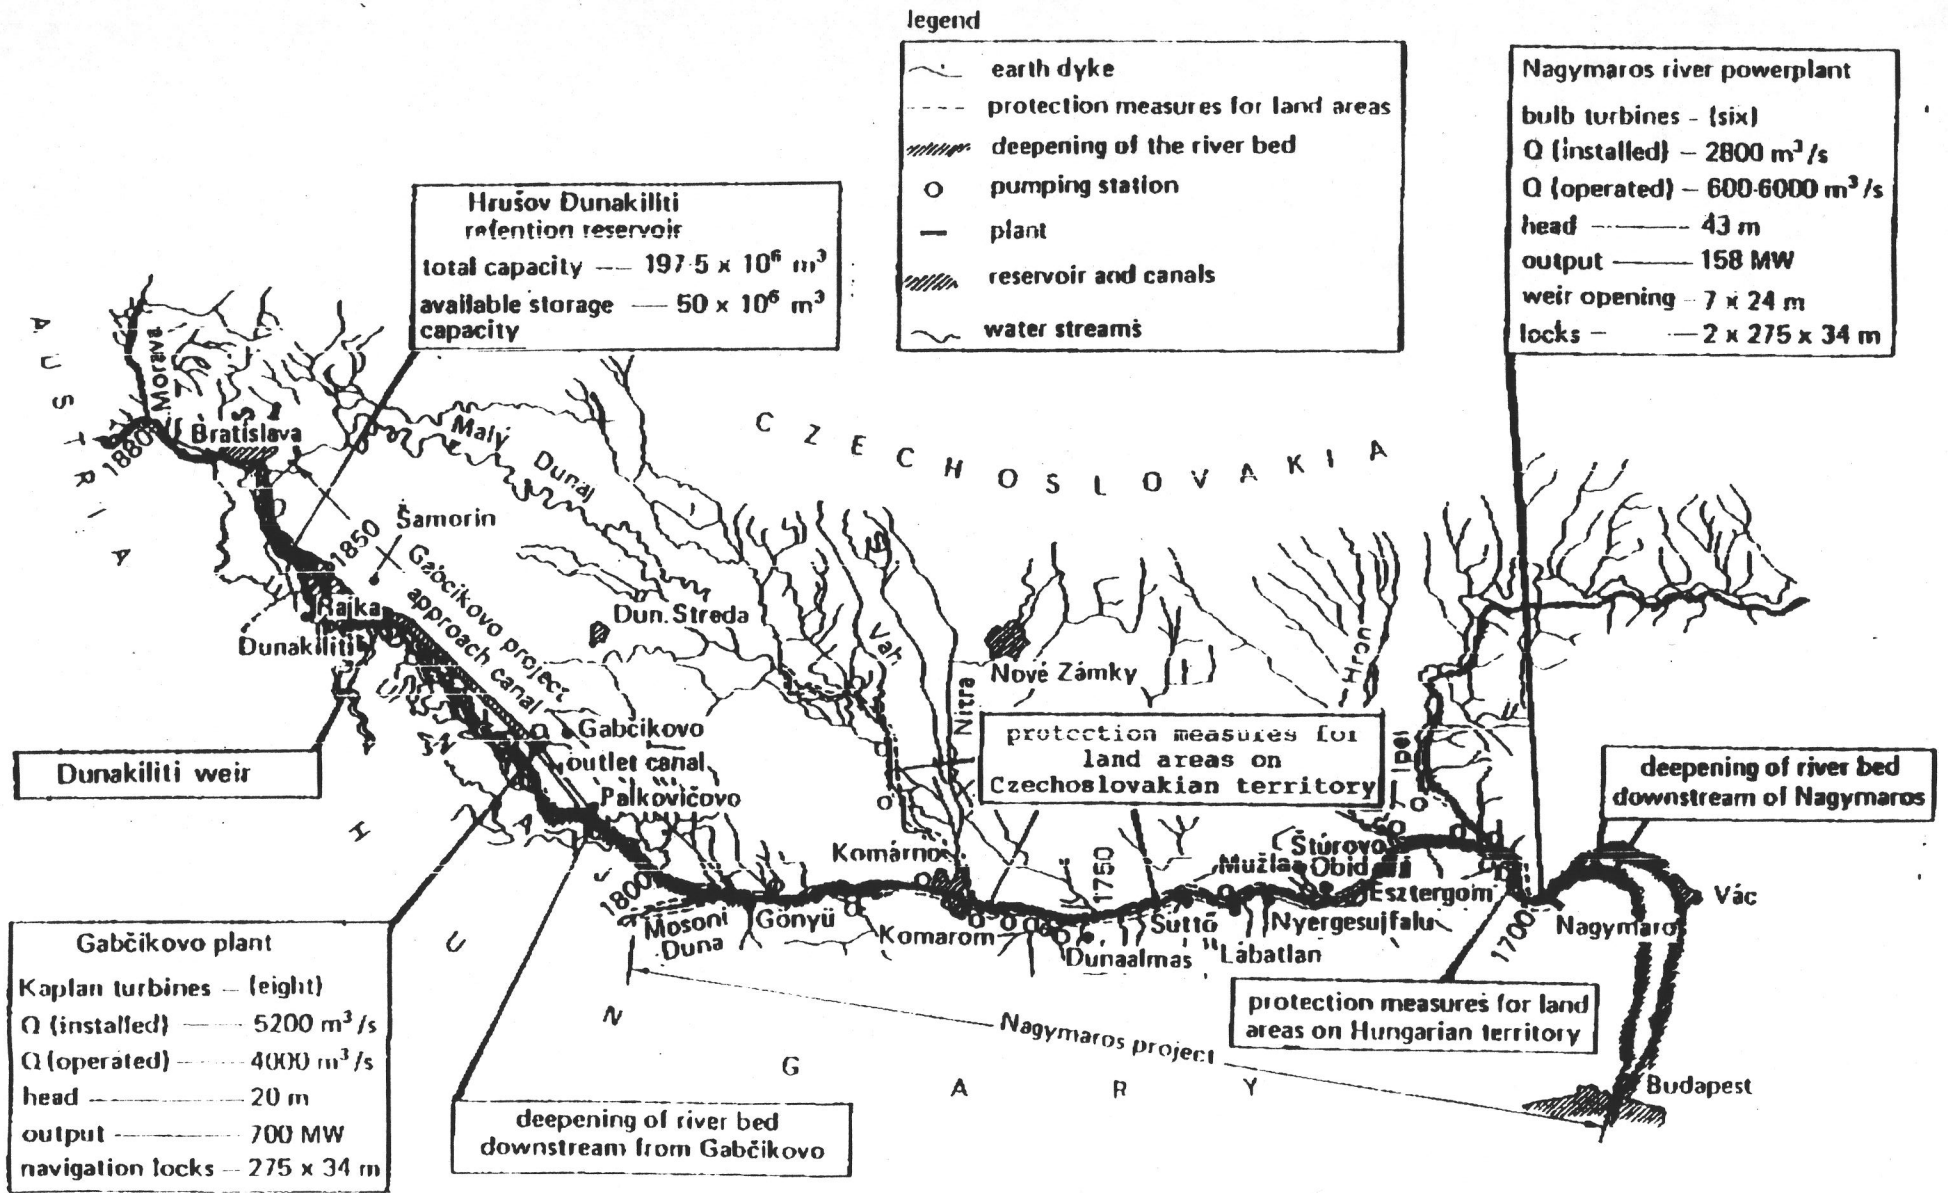 legend
earth dyke
protection measures for land areas
deepening of the river bed
pumping station
plant
reservoir and canals
water streams
Nagymaros river powerplant
bulb turbines - (six)
Q (installed) – 2800 m³/s
Q (operated) – 600-6000 m³/s
head ——— 43 m
output ——— 158 MW
weir opening - 7 x 24 m
locks – — 2 x 275 x 34 m
Hrušov Dunakiliti
retention reservoir
total capacity — 197·5 x 10⁶ m³
available storage — 50 x 10⁶ m³
capacity
AUSTRIA
CZECHOSLOVAKIA
HUNGARY
Morava
1880
Bratislava
Malý
Dunaj
Šamorin
1850
Gabčikovo project
approach canal
Rajka
Dunakiliti
Dun. Streda
Vah
Nitra
Nové Zámky
Hron
Ipel
Gabčikovo
outlet canal
Palkovičovo
Dunakiliti weir
protection measures for
land areas on
Czechoslovakian territory
deepening of river bed
downstream of Nagymaros
Komárno
Štúrovo
Mužla
Obid
Esztergom
1750
1800
Mosoni
Duna
Gönyü
Komarom
Dunaalmas
Sūttō
Lábatlan
Nyergesujfalu
1700
Nagymaro
Vác
Budapest
Nagymaros project
protection measures for land
areas on Hungarian territory
Gabčikovo plant
Kaplan turbines – (eight)
Q (installed) — 5200 m³/s
Q (operated) — 4000 m³/s
head ——— 20 m
output ——— 700 MW
navigation locks – 275 x 34 m
deepening of river bed
downstream from Gabčikovo